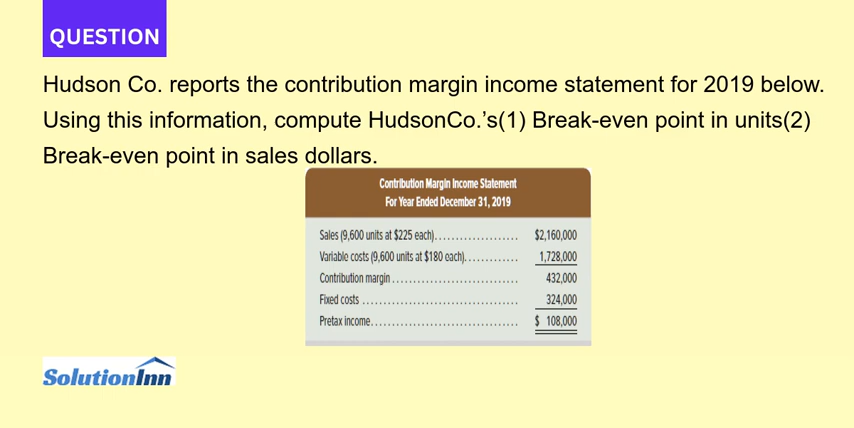 QUESTION
Hudson Co. reports the contribution margin income statement for 2019 below.
Using this information, compute HudsonCo.’s(1) Break-even point in units(2)
Break-even point in sales dollars.
Contribution Margin Income Statement
For Year Ended December 31, 2019
Sales (9,600 units at $225 each).................... $2,160,000
Variable costs (9,600 units at $180 each)............. 1,728,000
Contribution margin .............................. 432,000
Fixed costs ..................................... 324,000
Pretax income................................... $ 108,000
SolutionInn